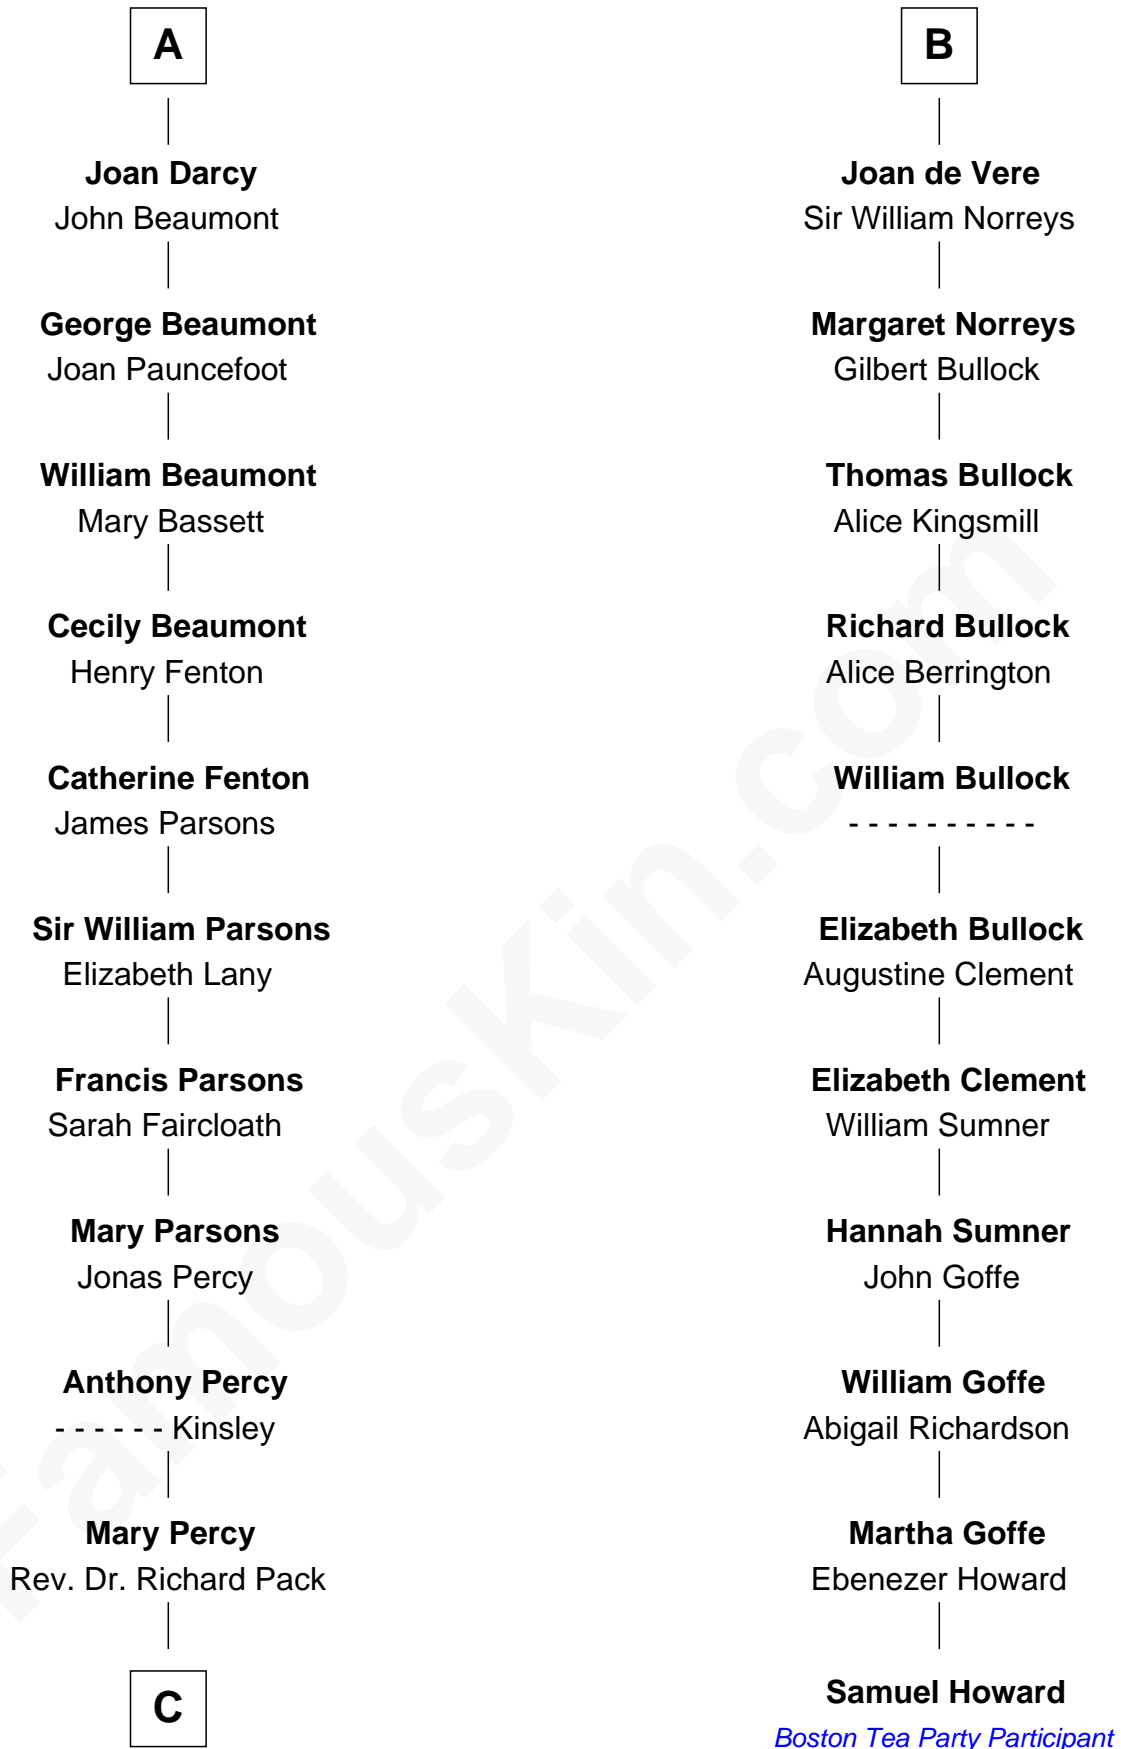 A
Joan Darcy
John Beaumont
George Beaumont
Joan Pauncefoot
William Beaumont
Mary Bassett
Cecily Beaumont
Henry Fenton
Catherine Fenton
James Parsons
Sir William Parsons
Elizabeth Lany
Francis Parsons
Sarah Faircloath
Mary Parsons
Jonas Percy
Anthony Percy
- - - - - - Kinsley
Mary Percy
Rev. Dr. Richard Pack
C
B
Joan de Vere
Sir William Norreys
Margaret Norreys
Gilbert Bullock
Thomas Bullock
Alice Kingsmill
Richard Bullock
Alice Berrington
William Bullock
- - - - - - - - - -
Elizabeth Bullock
Augustine Clement
Elizabeth Clement
William Sumner
Hannah Sumner
John Goffe
William Goffe
Abigail Richardson
Martha Goffe
Ebenezer Howard
Samuel Howard
Boston Tea Party Participant
FamousKin.com